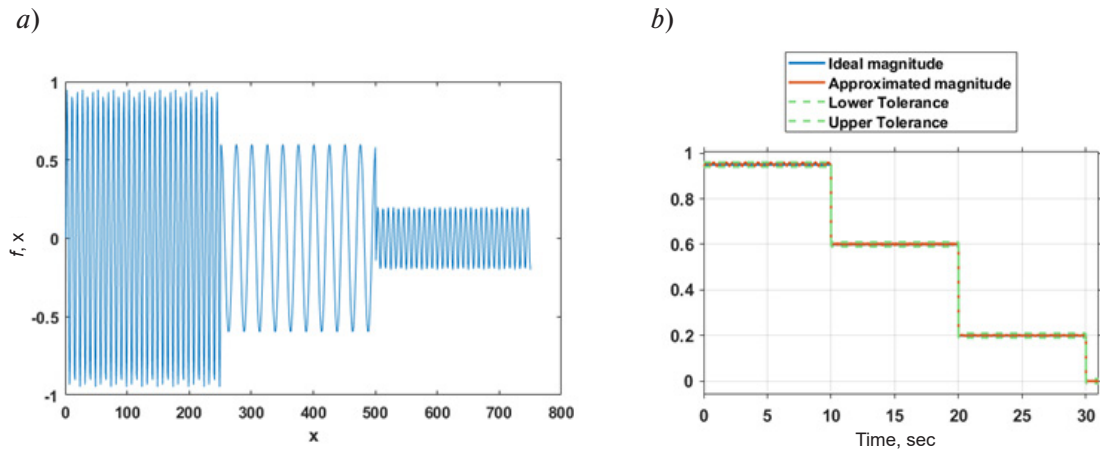 a)
1
0.5
0
-0.5
-1
f, x
0 100 200 300 400 500 600 700 800
x
b)
Ideal magnitude
Approximated magnitude
Lower Tolerance
Upper Tolerance
1
0.8
0.6
0.4
0.2
0
0 5 10 15 20 25 30
Time, sec